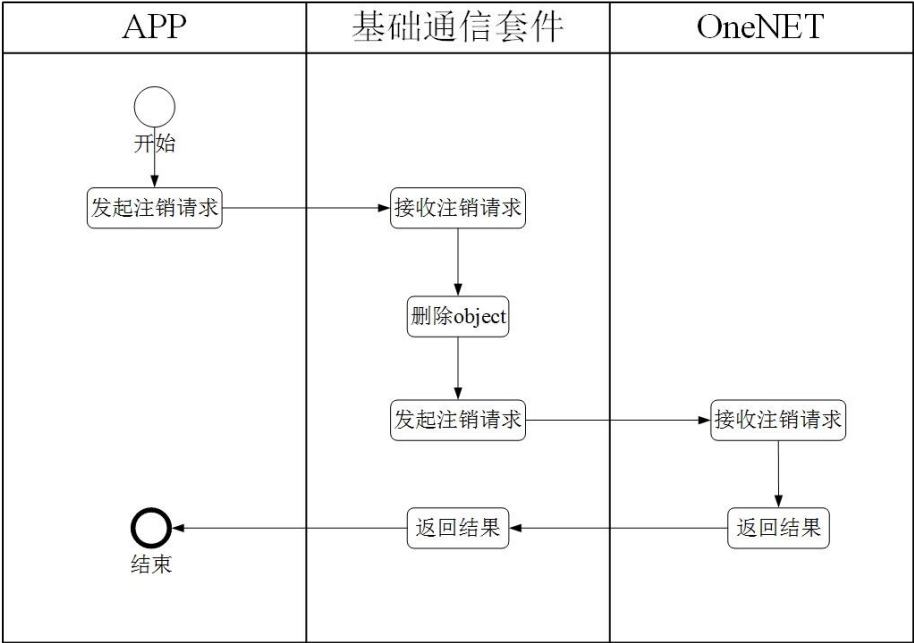 APP
基础通信套件
OneNET
开始
发起注销请求
接收注销请求
删除object
发起注销请求
接收注销请求
返回结果
返回结果
结束